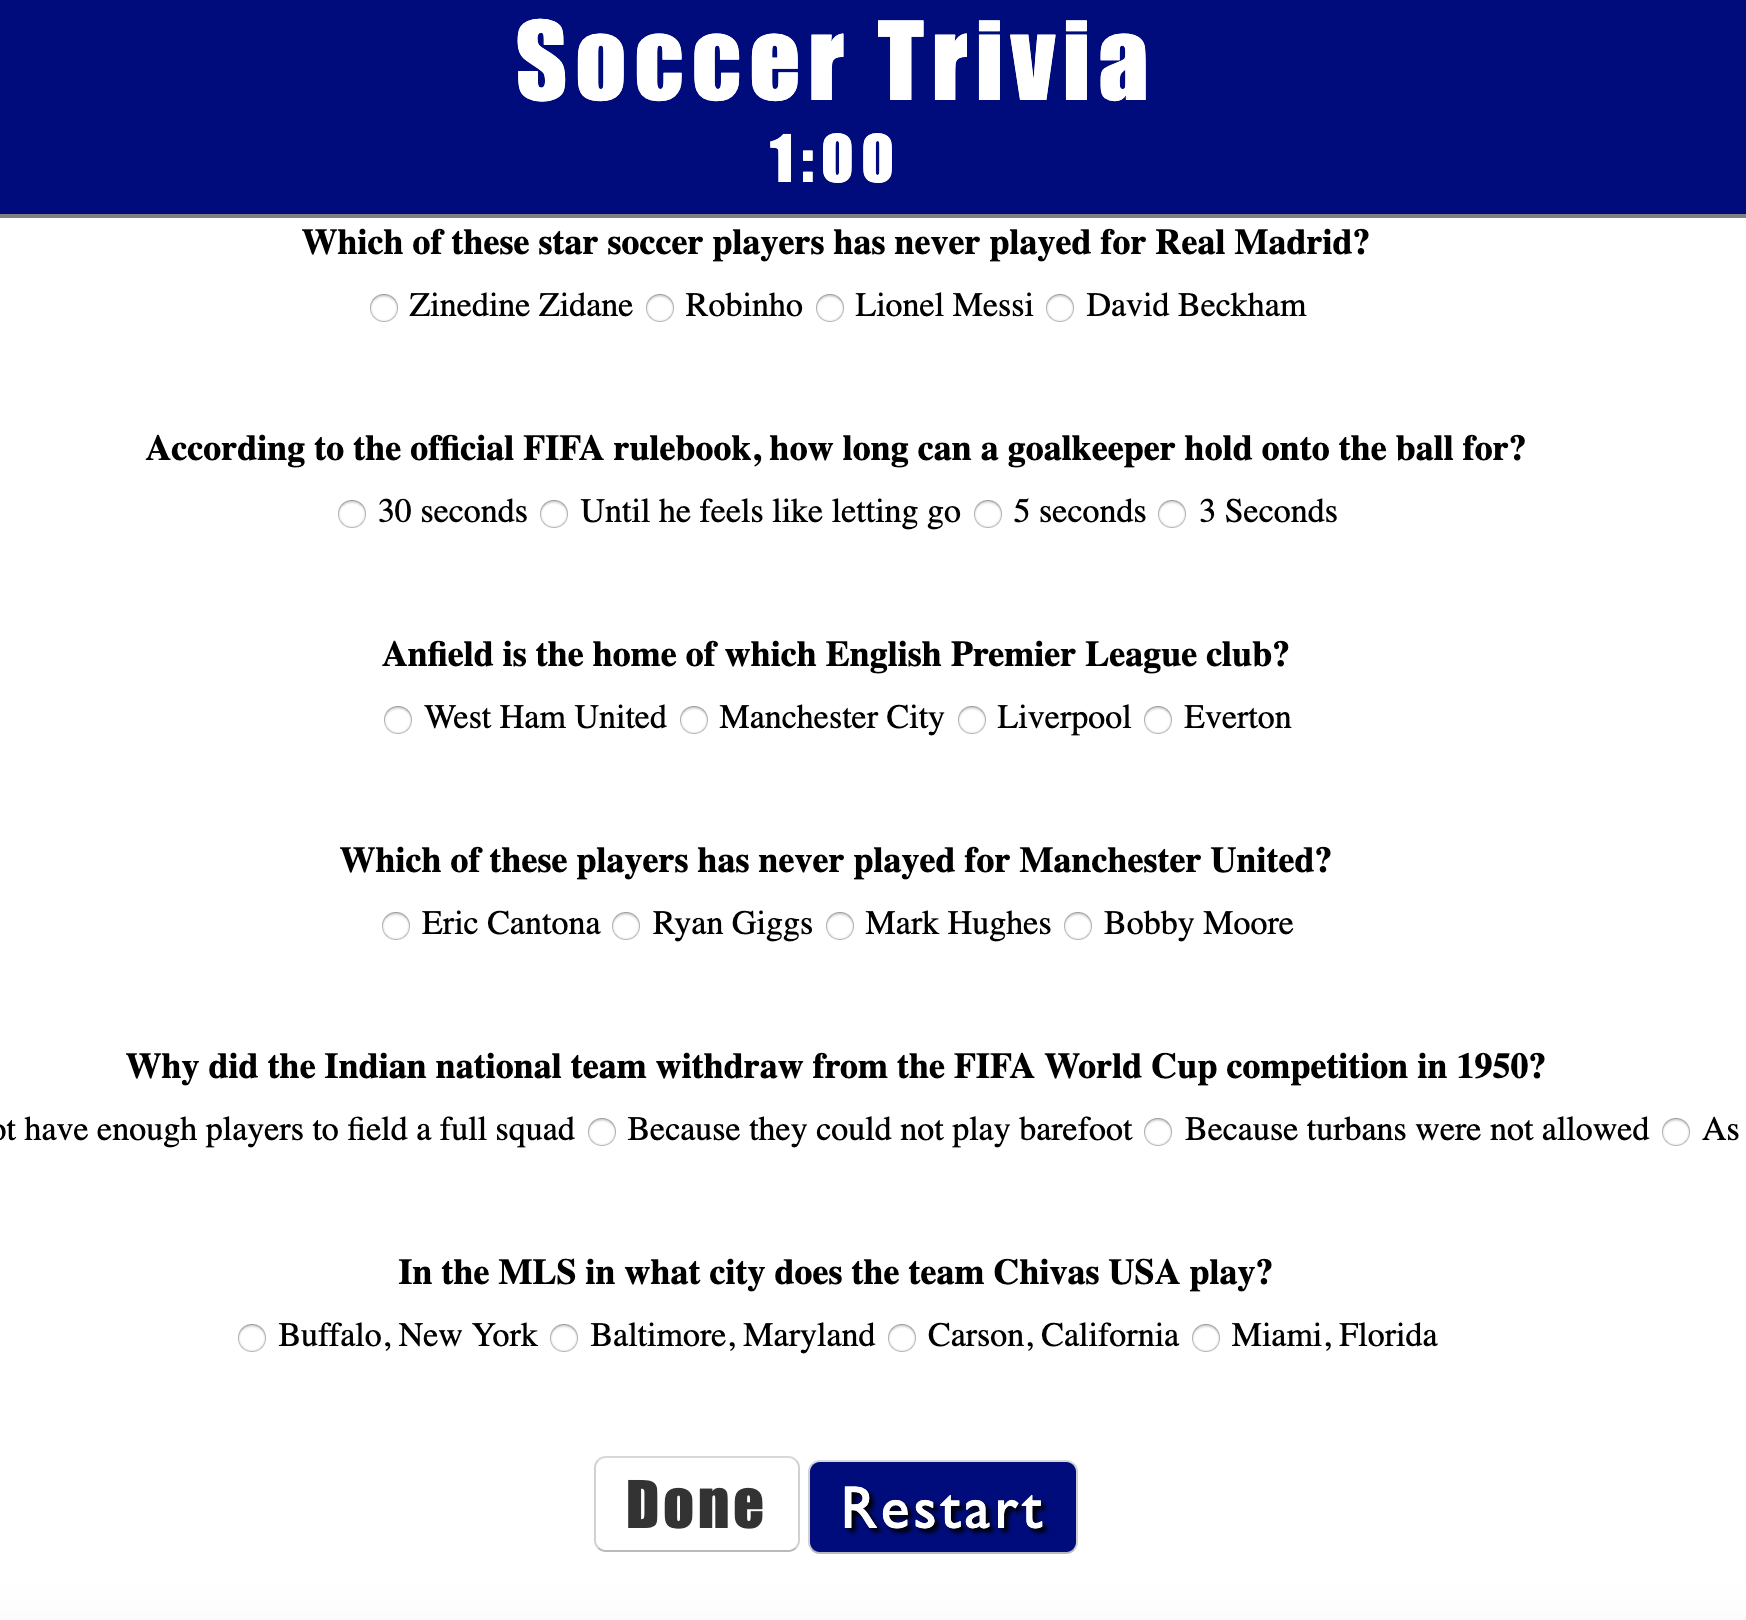 Soccer Trivia
1:00
Which of these star soccer players has never played for Real Madrid?
Zinedine Zidane Robinho Lionel Messi David Beckham
According to the official FIFA rulebook, how long can a goalkeeper hold onto the ball for?
30 seconds Until he feels like letting go 5 seconds 3 Seconds
Anfield is the home of which English Premier League club?
West Ham United Manchester City Liverpool Everton
Which of these players has never played for Manchester United?
Eric Cantona Ryan Giggs Mark Hughes Bobby Moore
Why did the Indian national team withdraw from the FIFA World Cup competition in 1950?
have enough players to field a full squad Because they could not play barefoot Because turbans were not allowed As
In the MLS in what city does the team Chivas USA play?
Buffalo, New York Baltimore, Maryland Carson, California Miami, Florida
Done Restart